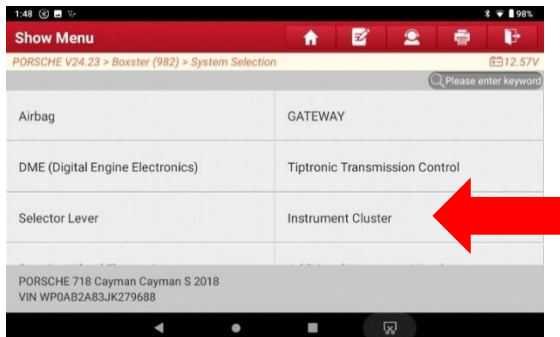 1:48
98%
Show Menu
PORSCHE V24.23 > Boxster (982) > System Selection
12.57V
Please enter keyword
Airbag
GATEWAY
DME (Digital Engine Electronics)
Tiptronic Transmission Control
Selector Lever
Instrument Cluster
PORSCHE 718 Cayman Cayman S 2018
VIN WP0AB2A83JK279688